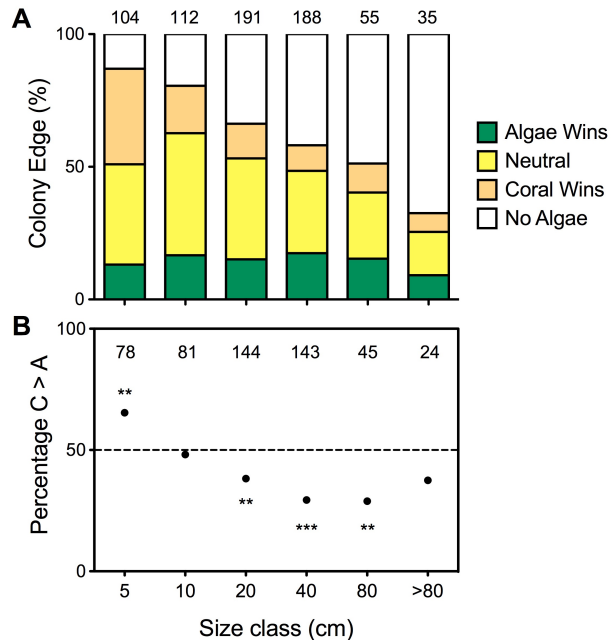 A
104 112 191 188 55 35
100
50
0
Colony Edge (%)
Algae Wins
Neutral
Coral Wins
No Algae
B
100
50
0
Percentage C > A
78 81 144 143 45 24
**
**
***
**
5 10 20 40 80 >80
Size class (cm)